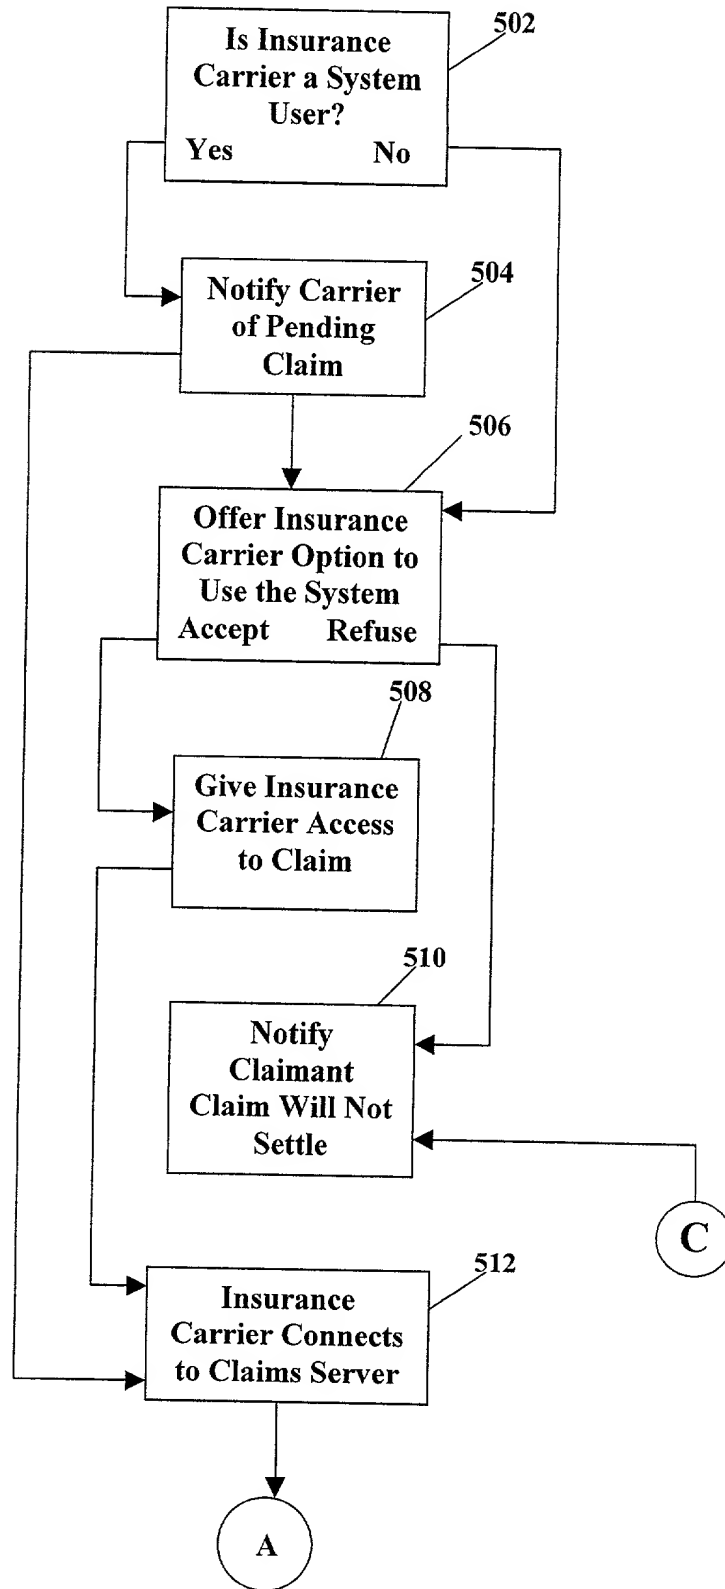 502
Is Insurance
Carrier a System
User?
Yes No
504
Notify Carrier
of Pending
Claim
506
Offer Insurance
Carrier Option to
Use the System
Accept Refuse
508
Give Insurance
Carrier Access
to Claim
510
Notify
Claimant
Claim Will Not
Settle
C
512
Insurance
Carrier Connects
to Claims Server
A